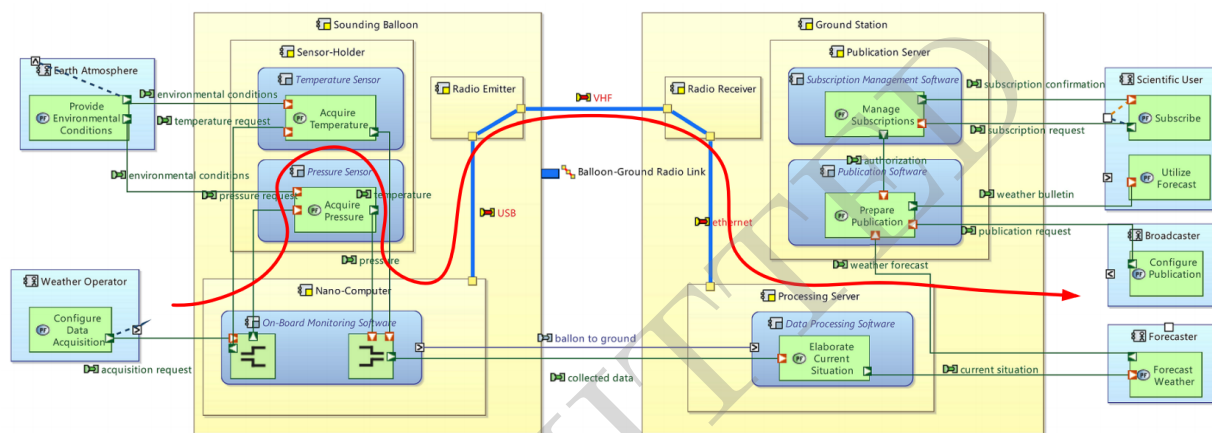 Sounding Balloon
Ground Station
Sensor-Holder
Publication Server
Earth Atmosphere
Provide
Environmental
Conditions
environmental conditions
temperature request
environmental conditions
pressure request
Temperature Sensor
Acquire
Temperature
Pressure Sensor
Acquire
Pressure
temperature
pressure
Radio Emitter
VHF
Radio Receiver
Balloon-Ground Radio Link
USB
ethernet
Subscription Management Software
Manage
Subscriptions
authorization
Publication Software
Prepare
Publication
weather forecast
subscription confirmation
subscription request
weather bulletin
publication request
Scientific User
Subscribe
Utilize
Forecast
Broadcaster
Configure
Publication
Weather Operator
Configure
Data
Acquisition
acquisition request
Nano-Computer
On-Board Monitoring Software
ballon to ground
collected data
Processing Server
Data Processing Software
Elaborate
Current
Situation
current situation
Forecaster
Forecast
Weather